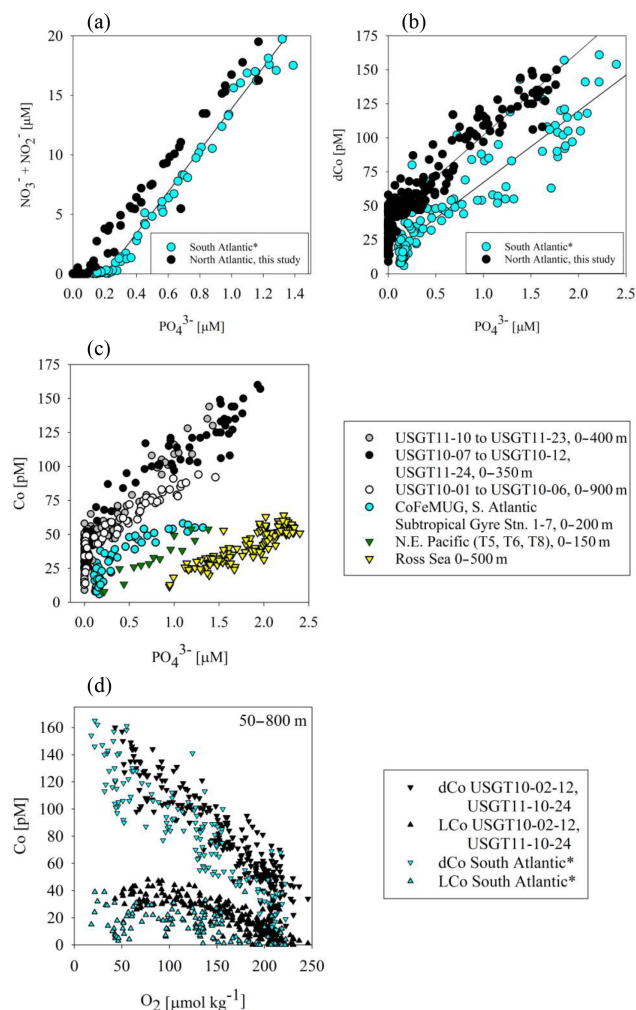 (a)
(b)
20
15
10
5
0
NO₃⁻ + NO₂⁻ [µM]
South Atlantic*
North Atlantic, this study
0.0 0.2 0.4 0.6 0.8 1.0 1.2 1.4
PO₄³⁻ [µM]
175
150
125
100
75
50
25
0
dCo [pM]
South Atlantic*
North Atlantic, this study
0.0 0.5 1.0 1.5 2.0 2.5
PO₄³⁻ [µM]
(c)
175
150
125
100
75
50
25
0
Co [pM]
0.0 0.5 1.0 1.5 2.0 2.5
PO₄³⁻ [µM]
USGT11-10 to USGT11-23, 0–400 m
USGT10-07 to USGT10-12,
USGT11-24, 0–350 m
USGT10-01 to USGT10-06, 0–900 m
CoFeMUG, S. Atlantic
Subtropical Gyre Stn. 1-7, 0–200 m
N.E. Pacific (T5, T6, T8), 0–150 m
Ross Sea 0–500 m
(d)
50–800 m
160
140
120
100
80
60
40
20
0
Co [pM]
0 50 100 150 200 250
O₂ [µmol kg⁻¹]
dCo USGT10-02-12,
USGT11-10-24
LCo USGT10-02-12,
USGT11-10-24
dCo South Atlantic*
LCo South Atlantic*